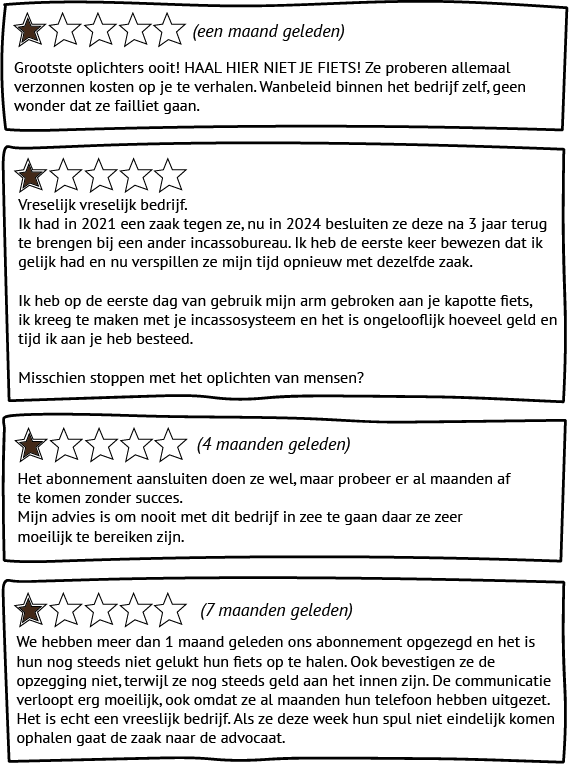 (een maand geleden)
Grootste oplichters ooit! HAAL HIER NIET JE FIETS! Ze proberen allemaal
verzonnen kosten op je te verhalen. Wanbeleid binnen het bedrijf zelf, geen
wonder dat ze failliet gaan.
Vreselijk vreselijk bedrijf.
Ik had in 2021 een zaak tegen ze, nu in 2024 besluiten ze deze na 3 jaar terug
te brengen bij een ander incassobureau. Ik heb de eerste keer bewezen dat ik
gelijk had en nu verspillen ze mijn tijd opnieuw met dezelfde zaak.
Ik heb op de eerste dag van gebruik mijn arm gebroken aan je kapotte fiets,
ik kreeg te maken met je incassosysteem en het is ongelooflijk hoeveel geld en
tijd ik aan je heb besteed.
Misschien stoppen met het oplichten van mensen?
(4 maanden geleden)
Het abonnement aansluiten doen ze wel, maar probeer er al maanden af
te komen zonder succes.
Mijn advies is om nooit met dit bedrijf in zee te gaan daar ze zeer
moeilijk te bereiken zijn.
(7 maanden geleden)
We hebben meer dan 1 maand geleden ons abonnement opgezegd en het is
hun nog steeds niet gelukt hun fiets op te halen. Ook bevestigen ze de
opzegging niet, terwijl ze nog steeds geld aan het innen zijn. De communicatie
verloopt erg moeilijk, ook omdat ze al maanden hun telefoon hebben uitgezet.
Het is echt een vreeslijk bedrijf. Als ze deze week hun spul niet eindelijk komen
ophalen gaat de zaak naar de advocaat.